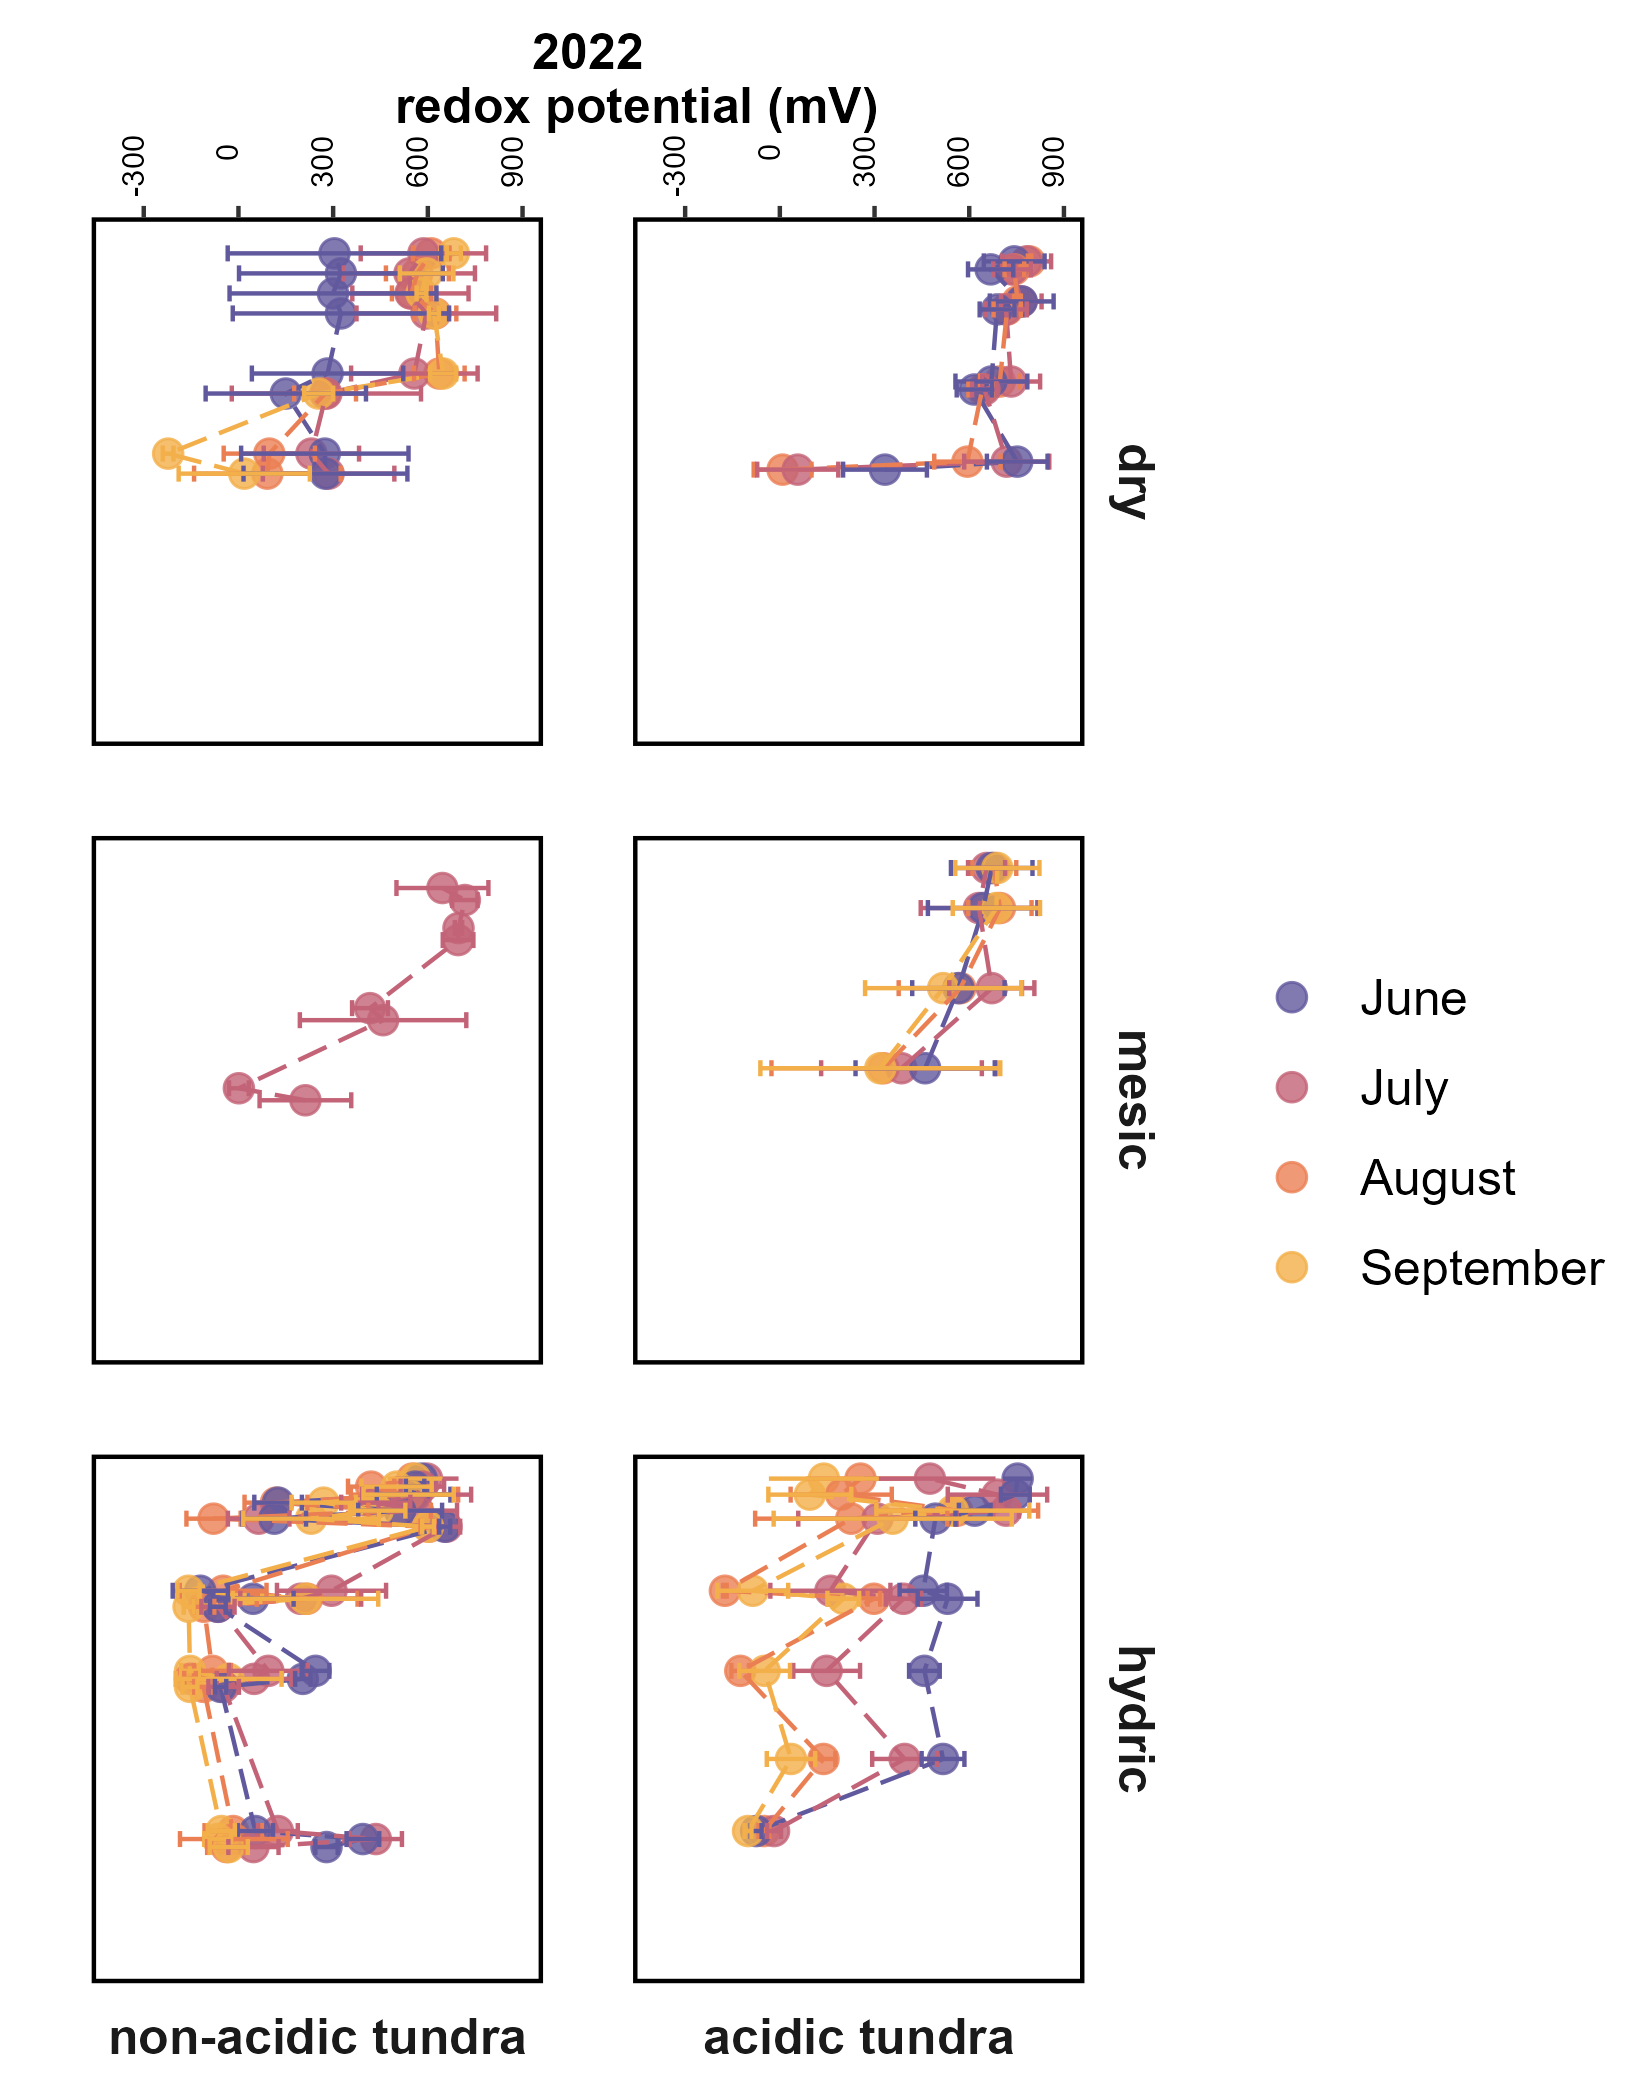 2022
redox potential (mV)
-300 0 300 600 900
-300 0 300 600 900
dry
mesic
hydric
June
July
August
September
non-acidic tundra
acidic tundra